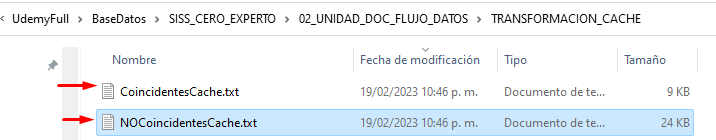 UdemyFull > BaseDatos > SISS_CERO_EXPERTO > 02_UNIDAD_DOC_FLUJO_DATOS > TRANSFORMACION_CACHE
Nombre Fecha de modificación Tipo Tamaño
CoincidentesCache.txt 19/02/2023 10:46 p. m. Documento de te... 9 KB
NOCoincidentesCache.txt 19/02/2023 10:46 p. m. Documento de te... 24 KB